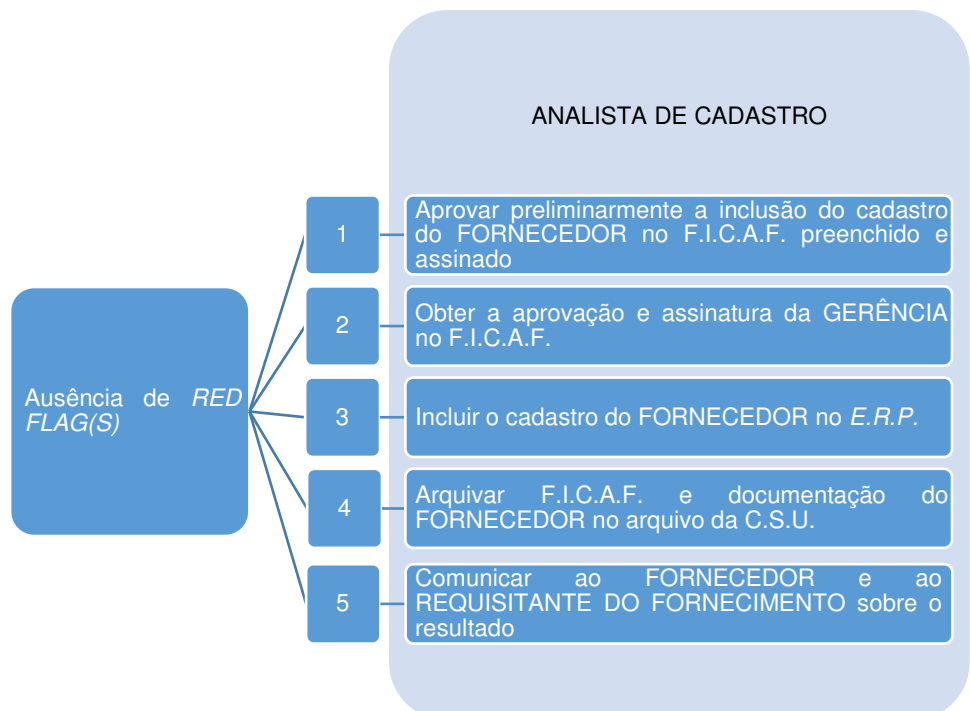 ANALISTA DE CADASTRO
Ausência de RED
FLAG(S)
1
Aprovar preliminarmente a inclusão do cadastro
do FORNECEDOR no F.I.C.A.F. preenchido e
assinado
2
Obter a aprovação e assinatura da GERÊNCIA
no F.I.C.A.F.
3
Incluir o cadastro do FORNECEDOR no E.R.P.
4
Arquivar F.I.C.A.F. e documentação do
FORNECEDOR no arquivo da C.S.U.
5
Comunicar ao FORNECEDOR e ao
REQUISITANTE DO FORNECIMENTO sobre o
resultado